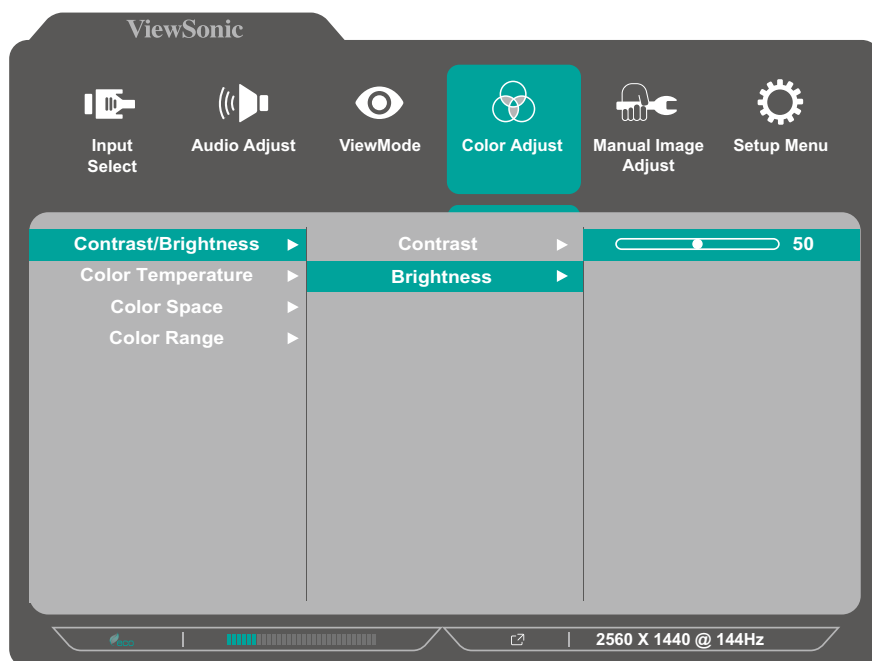 ViewSonic
Input
Select
Audio Adjust
ViewMode
Color Adjust
Manual Image
Adjust
Setup Menu
Contrast/Brightness
Contrast
50
Color Temperature
Brightness
Color Space
Color Range
eco
2560 X 1440 @ 144Hz